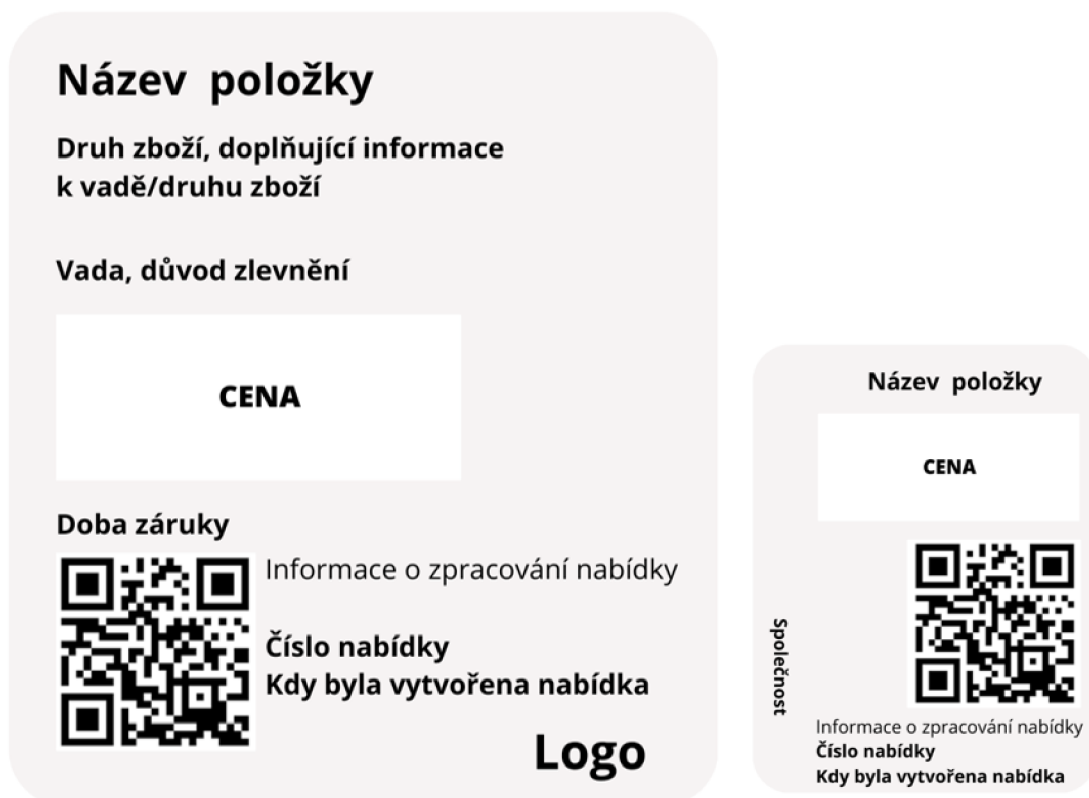 Název položky
Druh zboží, doplňující informace
k vadě/druhu zboží
Vada, důvod zlevnění
CENA
Doba záruky
Informace o zpracování nabídky
Číslo nabídky
Kdy byla vytvořena nabídka
Logo
Název položky
CENA
Společnost
Informace o zpracování nabídky
Číslo nabídky
Kdy byla vytvořena nabídka